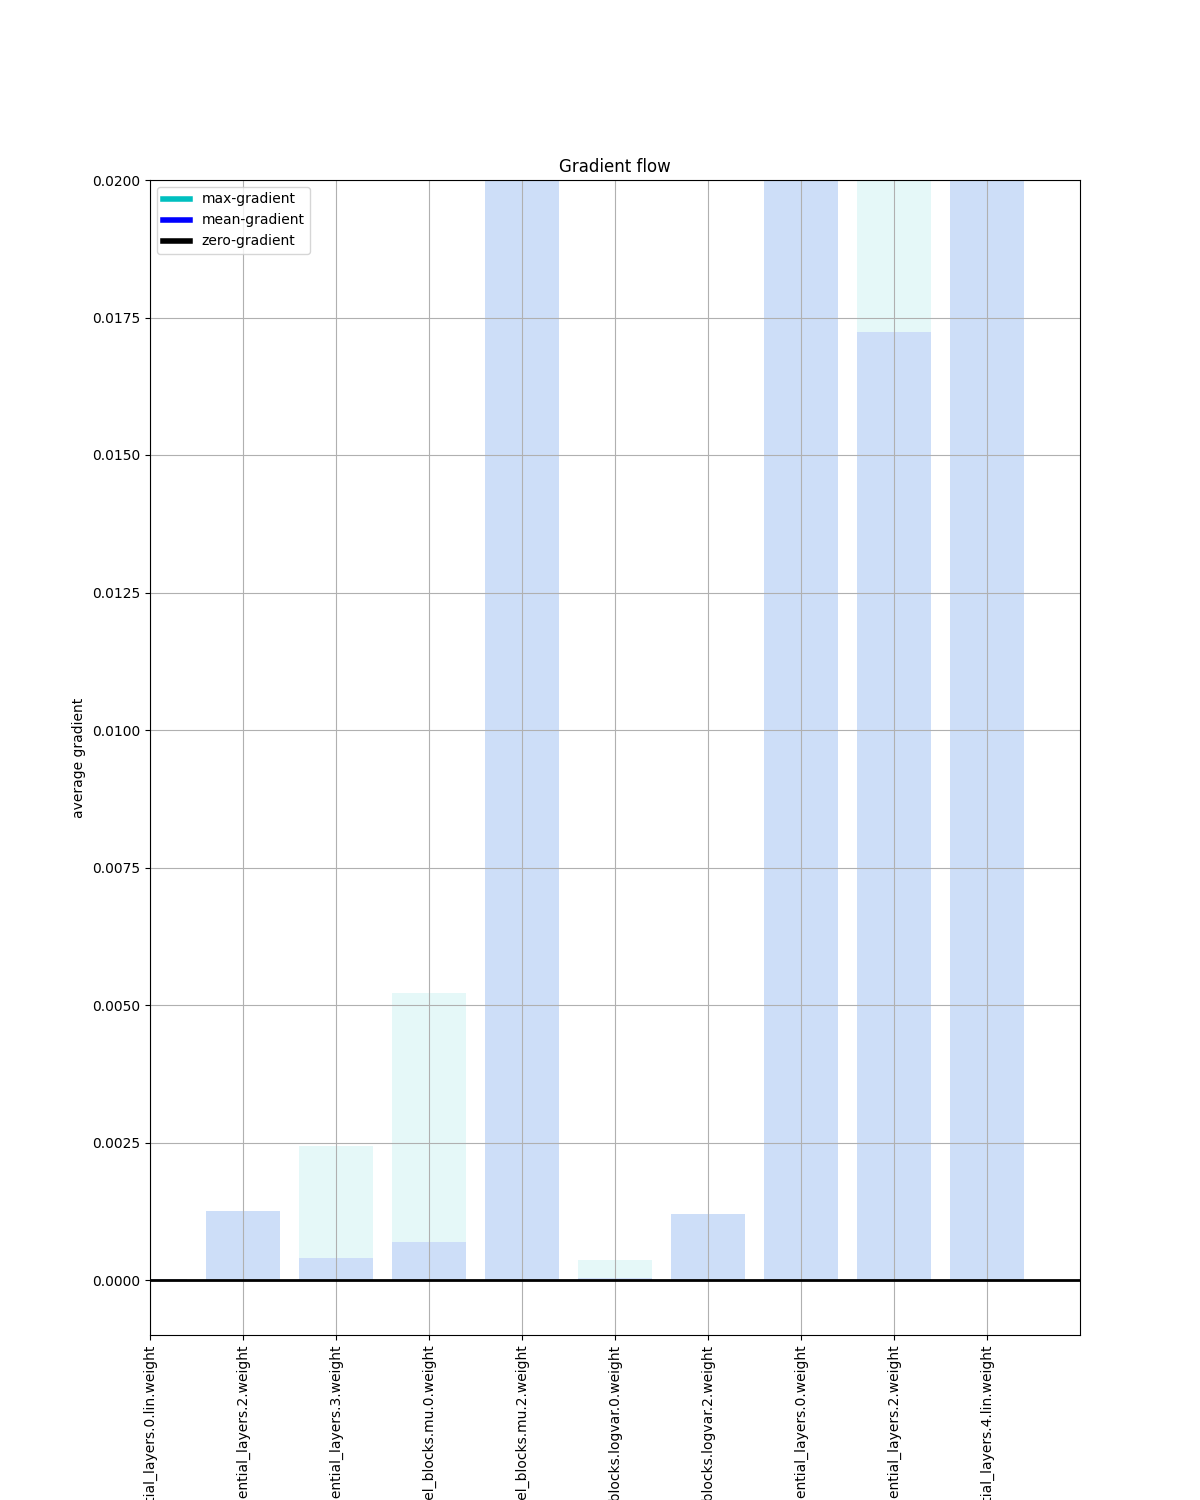 Gradient flow
max-gradient
mean-gradient
zero-gradient
0.0200
0.0175
0.0150
0.0125
0.0100
0.0075
0.0050
0.0025
0.0000
average gradient
tial_layers.0.lin.weight
ential_layers.2.weight
ential_layers.3.weight
el_blocks.mu.0.weight
el_blocks.mu.2.weight
blocks.logvar.0.weight
blocks.logvar.2.weight
ential_layers.0.weight
ential_layers.2.weight
tial_layers.4.lin.weight